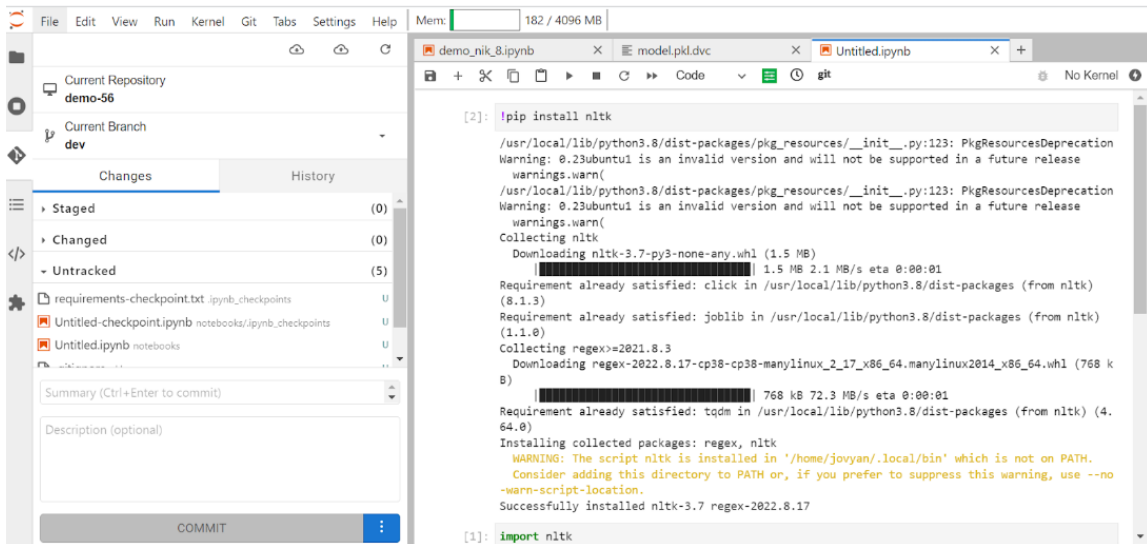 File Edit View Run Kernel Git Tabs Settings Help
Mem: 182 / 4096 MB
Current Repository
demo-56
Current Branch
dev
Changes History
Staged (0)
Changed (0)
Untracked (5)
requirements-checkpoint.txt .ipynb_checkpoints U
Untitled-checkpoint.ipynb notebooks/.ipynb_checkpoints U
Untitled.ipynb notebooks U
Summary (Ctrl+Enter to commit)
Description (optional)
COMMIT
demo_nik_8.ipynb model.pkl.dvc Untitled.ipynb
Code git No Kernel
[2]: !pip install nltk
/usr/local/lib/python3.8/dist-packages/pkg_resources/__init__.py:123: PkgResourcesDeprecation
Warning: 0.23ubuntu1 is an invalid version and will not be supported in a future release
warnings.warn(
/usr/local/lib/python3.8/dist-packages/pkg_resources/__init__.py:123: PkgResourcesDeprecation
Warning: 0.23ubuntu1 is an invalid version and will not be supported in a future release
warnings.warn(
Collecting nltk
Downloading nltk-3.7-py3-none-any.whl (1.5 MB)
| | 1.5 MB 2.1 MB/s eta 0:00:01
Requirement already satisfied: click in /usr/local/lib/python3.8/dist-packages (from nltk)
(8.1.3)
Requirement already satisfied: joblib in /usr/local/lib/python3.8/dist-packages (from nltk)
(1.1.0)
Collecting regex>=2021.8.3
Downloading regex-2022.8.17-cp38-cp38-manylinux_2_17_x86_64.manylinux2014_x86_64.whl (768 k
B)
| | 768 kB 72.3 MB/s eta 0:00:01
Requirement already satisfied: tqdm in /usr/local/lib/python3.8/dist-packages (from nltk) (4.
64.0)
Installing collected packages: regex, nltk
WARNING: The script nltk is installed in '/home/jovyan/.local/bin' which is not on PATH.
Consider adding this directory to PATH or, if you prefer to suppress this warning, use --no
-warn-script-location.
Successfully installed nltk-3.7 regex-2022.8.17
[1]: import nltk